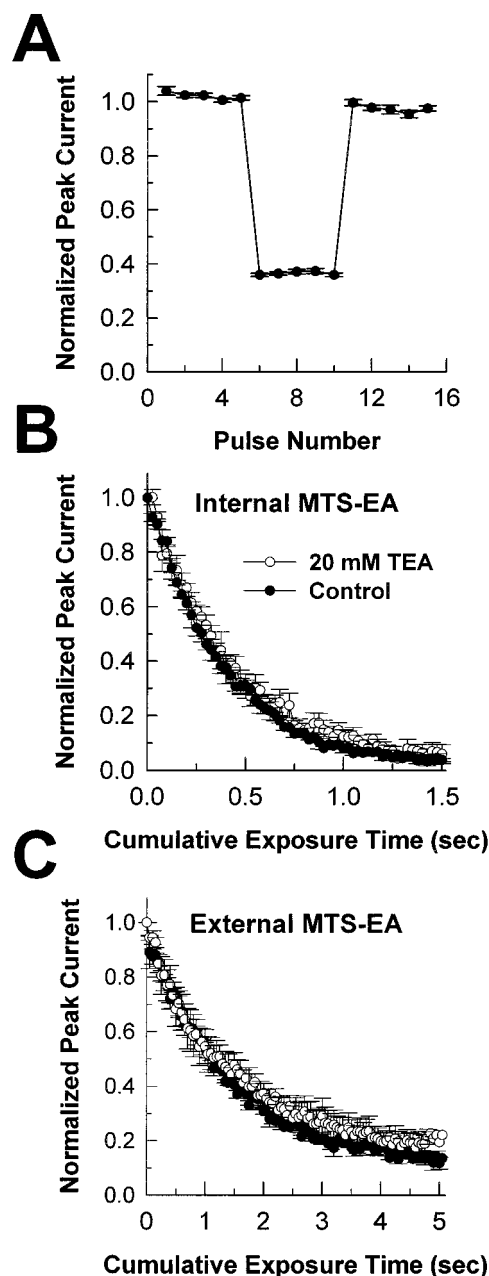 A
Normalized Peak Current
1.0
0.8
0.6
0.4
0.2
0.0
0 4 8 12 16
Pulse Number
B
Normalized Peak Current
1.0
0.8
0.6
0.4
0.2
0.0
Internal MTS-EA
20 mM TEA
Control
0.0 0.5 1.0 1.5
Cumulative Exposure Time (sec)
C
Normalized Peak Current
1.0
0.8
0.6
0.4
0.2
0.0
External MTS-EA
0 1 2 3 4 5
Cumulative Exposure Time (sec)